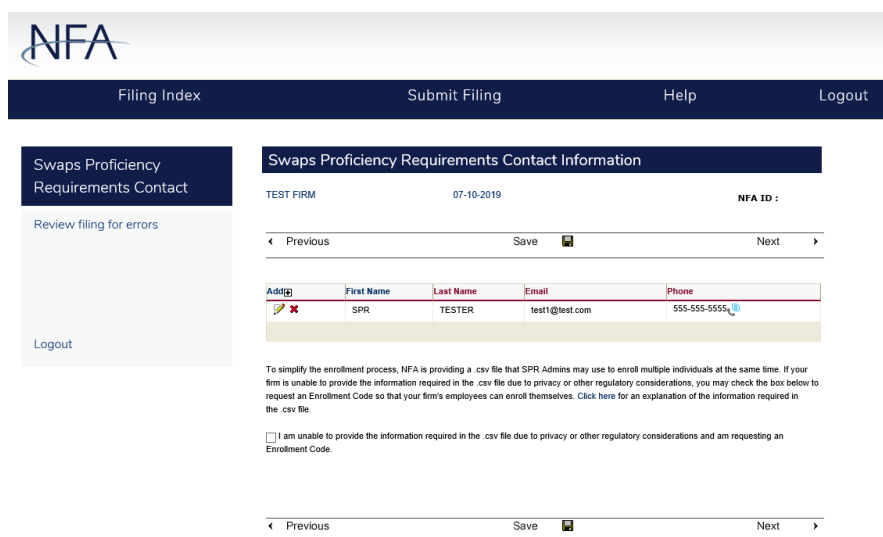 NFA
Filing Index Submit Filing Help Logout
Swaps Proficiency
Requirements Contact
Review filing for errors
Logout
Swaps Proficiency Requirements Contact Information
TEST FIRM 07-10-2019 NFA ID :
Previous Save Next
Add First Name Last Name Email Phone
SPR TESTER test1@test.com 555-555-5555
To simplify the enrollment process, NFA is providing a .csv file that SPR Admins may use to enroll multiple individuals at the same time. If your
firm is unable to provide the information required in the .csv file due to privacy or other regulatory considerations, you may check the box below to
request an Enrollment Code so that your firm's employees can enroll themselves. Click here for an explanation of the information required in
the .csv file.
I am unable to provide the information required in the .csv file due to privacy or other regulatory considerations and am requesting an
Enrollment Code.
Previous Save Next